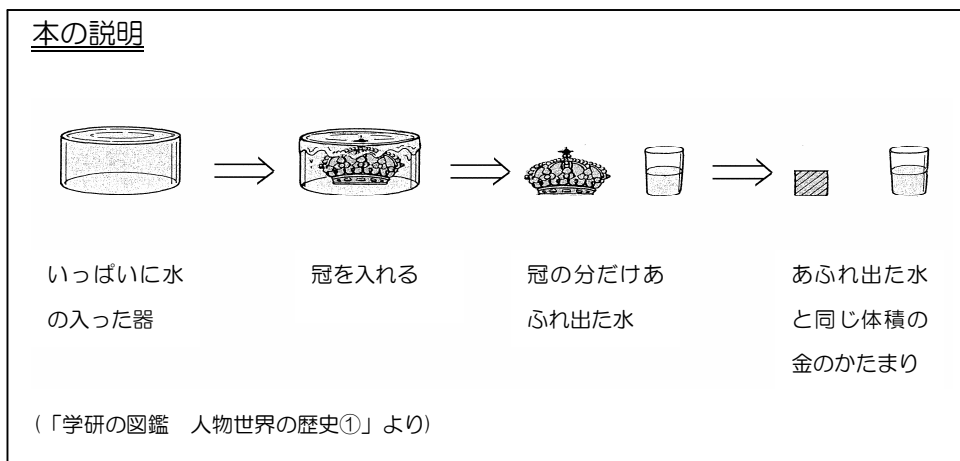 本の説明
いっぱいに水
の入った器
冠を入れる
冠の分だけあ
ふれ出た水
あふれ出た水
と同じ体積の
金のかたまり
(「学研の図鑑　人物世界の歴史①」より)